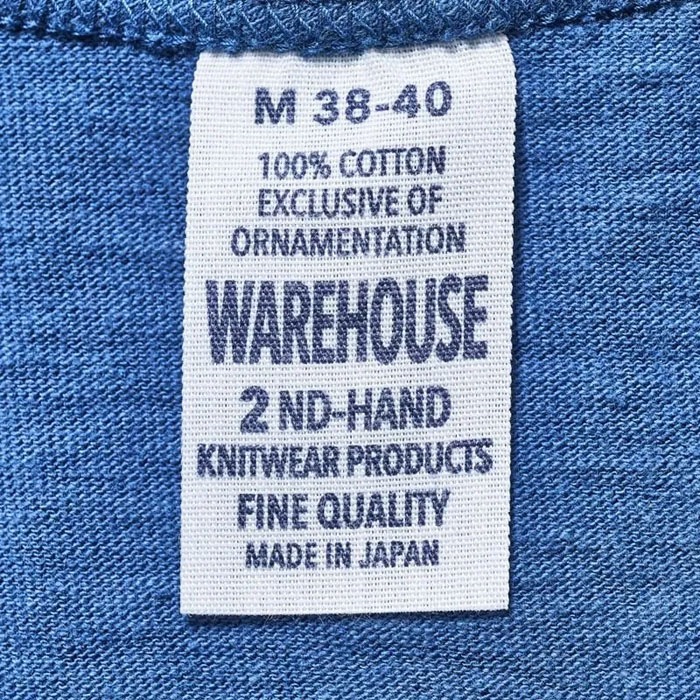 M 38-40
100% COTTON
EXCLUSIVE OF
ORNAMENTATION
WAREHOUSE
2 ND-HAND
KNITWEAR PRODUCTS
FINE QUALITY
MADE IN JAPAN